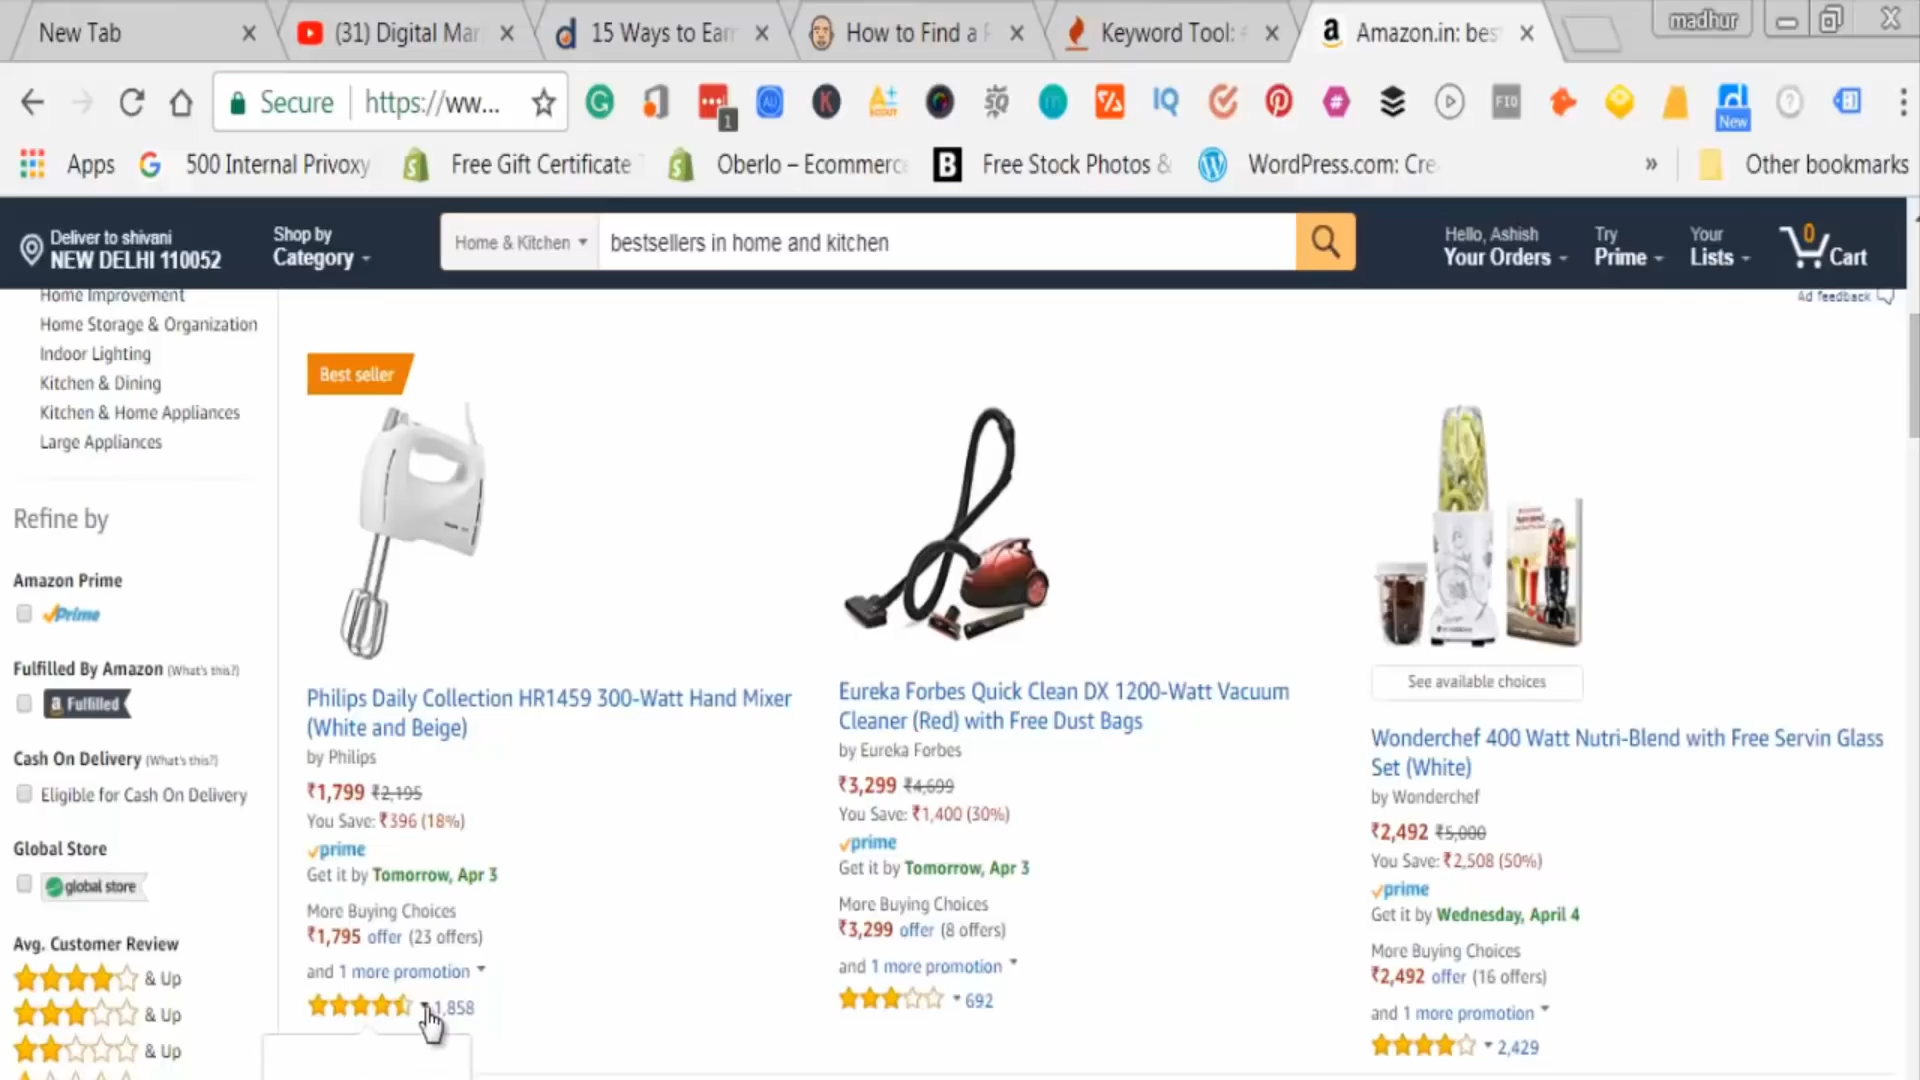 New Tab
(31) Digital Mar
15 Ways to Ear
How to Find a
Keyword Tool:
Amazon.in: bes
madhur
Secure
https://ww...
1
New
Apps
500 Internal Privoxy
Free Gift Certificate
Oberlo – Ecommerc
Free Stock Photos &
WordPress.com: Cre
»
Other bookmarks
Deliver to shivani
NEW DELHI 110052
Shop by
Category
Home & Kitchen
bestsellers in home and kitchen
Hello, Ashish
Your Orders
Try
Prime
Your
Lists
0
Cart
Ad feedback
Home Improvement
Home Storage & Organization
Indoor Lighting
Kitchen & Dining
Kitchen & Home Appliances
Large Appliances
Refine by
Amazon Prime
Prime
Fulfilled By Amazon (What's this?)
a Fulfilled
Cash On Delivery (What's this?)
Eligible for Cash On Delivery
Global Store
global store
Avg. Customer Review
& Up
& Up
& Up
Best seller
Philips Daily Collection HR1459 300-Watt Hand Mixer
(White and Beige)
by Philips
₹1,799 ₹2,195
You Save: ₹396 (18%)
prime
Get it by Tomorrow, Apr 3
More Buying Choices
₹1,795 offer (23 offers)
and 1 more promotion
1,858
Eureka Forbes Quick Clean DX 1200-Watt Vacuum
Cleaner (Red) with Free Dust Bags
by Eureka Forbes
₹3,299 ₹4,699
You Save: ₹1,400 (30%)
prime
Get it by Tomorrow, Apr 3
More Buying Choices
₹3,299 offer (8 offers)
and 1 more promotion
692
See available choices
Wonderchef 400 Watt Nutri-Blend with Free Servin Glass
Set (White)
by Wonderchef
₹2,492 ₹5,000
You Save: ₹2,508 (50%)
prime
Get it by Wednesday, April 4
More Buying Choices
₹2,492 offer (16 offers)
and 1 more promotion
2,429